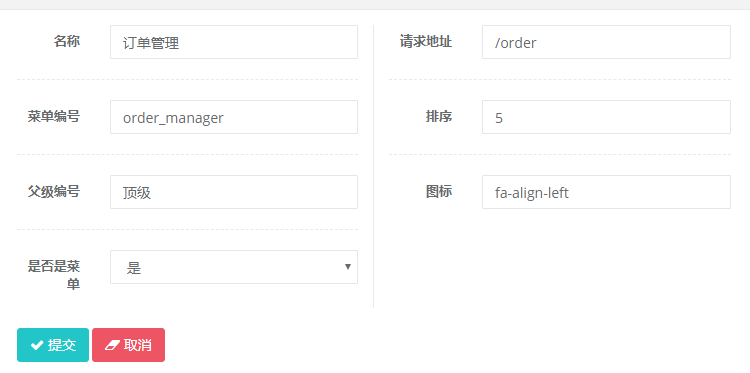 名称 订单管理
请求地址 /order
菜单编号 order_manager
排序 5
父级编号 顶级
图标 fa-align-left
是否是菜
单
是
提交 取消